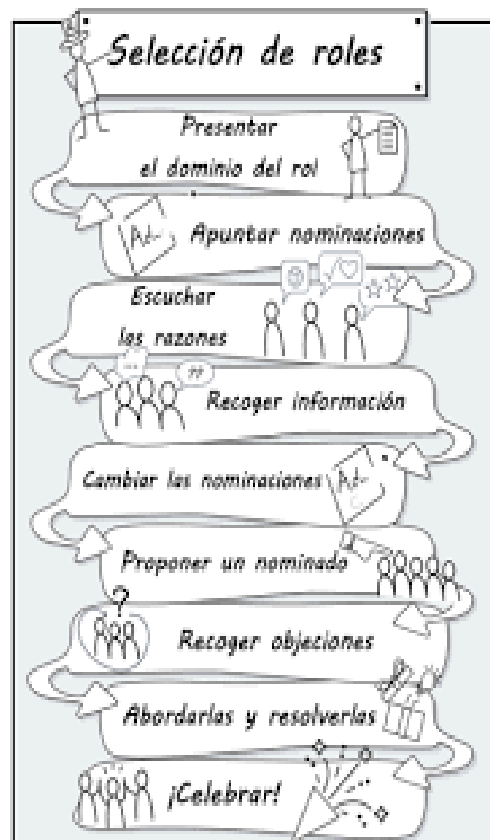 Selección de roles
Presentar
el dominio del rol
Apuntar nominaciones
Escuchar
las razones
Recoger información
Cambiar las nominaciones
Proponer un nominado
Recoger objeciones
Abordarlas y resolverlas
¡Celebrar!